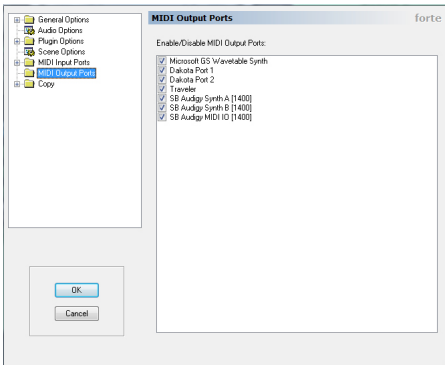 General Options
Audio Options
Plugin Options
Scene Options
MIDI Input Ports
MIDI Output Ports
Copy
OK
Cancel
MIDI Output Ports
forte
Enable/Disable MIDI Output Ports:
Microsoft GS Wavetable Synth
Dakota Port 1
Dakota Port 2
Traveler
SB Audigy Synth A [1400]
SB Audigy Synth B [1400]
SB Audigy MIDI IO [1400]